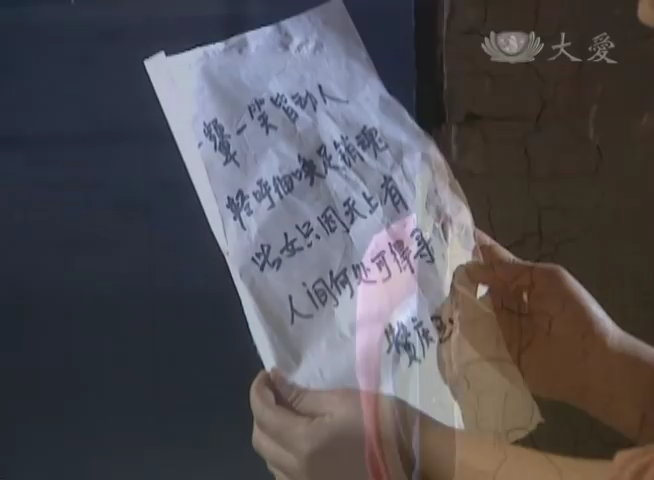 大愛
一颦一笑皆动人
轻呼细唤足销魂
此女只因天上有
人间何处可得寻